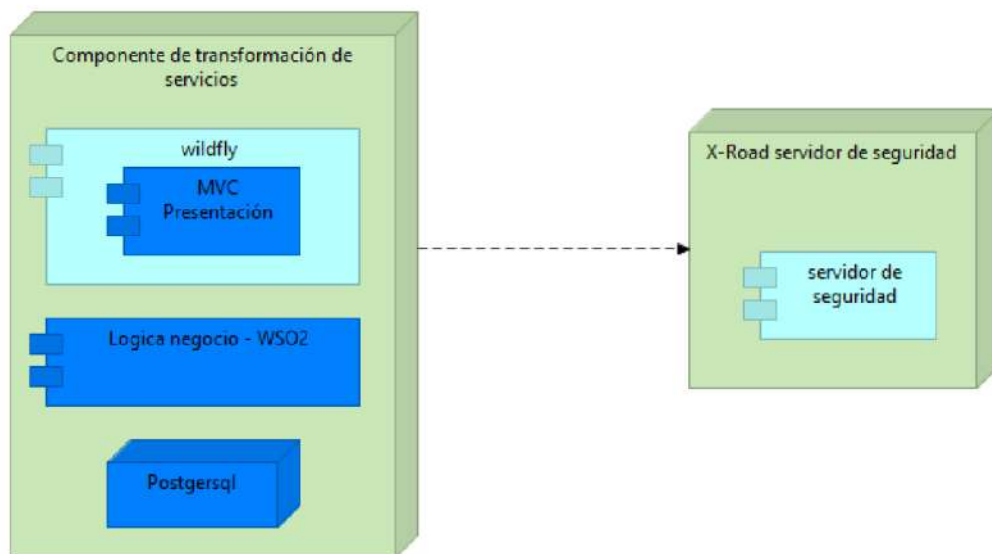 Componente de transformación de
servicios
wildfly
MVC
Presentación
Logica negocio - WSO2
Postgersql
X-Road servidor de seguridad
servidor de
seguridad